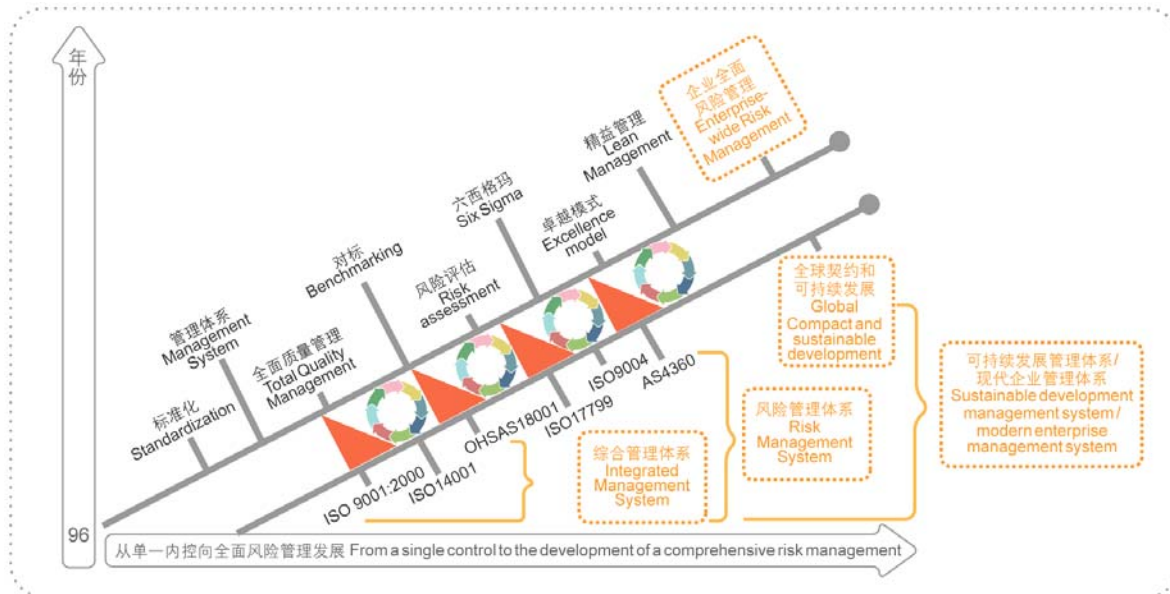 年
份
96
标准化
Standardization
管理体系
Management
System
全面质量管理
Total Quality
Management
对标
Benchmarking
风险评估
Risk
assessment
六西格玛
Six Sigma
卓越模式
Excellence
model
精益管理
Lean
Management
企业全面
风险管理
Enterprise-
wide Risk
Management
ISO 9001:2000
ISO14001
OHSAS18001
ISO17799
ISO9004
AS4360
综合管理体系
Integrated
Management
System
风险管理体系
Risk
Management
System
全球契约和
可持续发展
Global
Compact and
sustainable
development
可持续发展管理体系/
现代企业管理体系
Sustainable development
management system /
modern enterprise
management system
从单一内控向全面风险管理发展 From a single control to the development of a comprehensive risk management